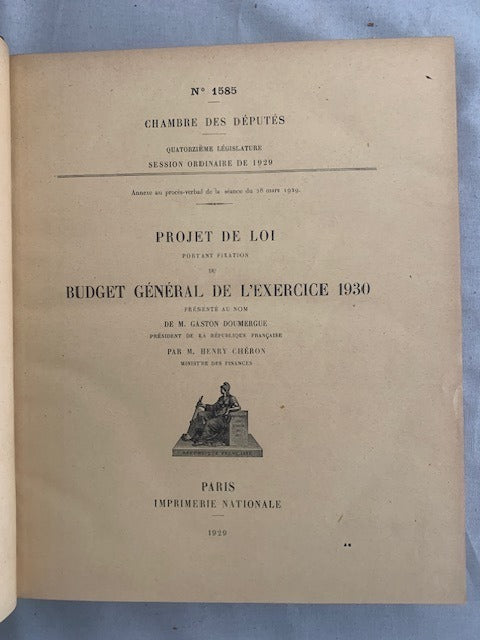 N° 1585
CHAMBRE DES DÉPUTÉS
QUATORZIÈME LÉGISLATURE
SESSION ORDINAIRE DE 1929
Annexe au procès-verbal de la séance du 28 mars 1929.
PROJET DE LOI
PORTANT FIXATION
DU
BUDGET GÉNÉRAL DE L'EXERCICE 1930
PRÉSENTÉ AU NOM
DE M. GASTON DOUMERGUE
PRÉSIDENT DE LA RÉPUBLIQUE FRANÇAISE
PAR M. HENRY CHÉRON
MINISTRE DES FINANCES
RÉPUBLIQUE FRANÇAISE
PARIS
IMPRIMERIE NATIONALE
1929